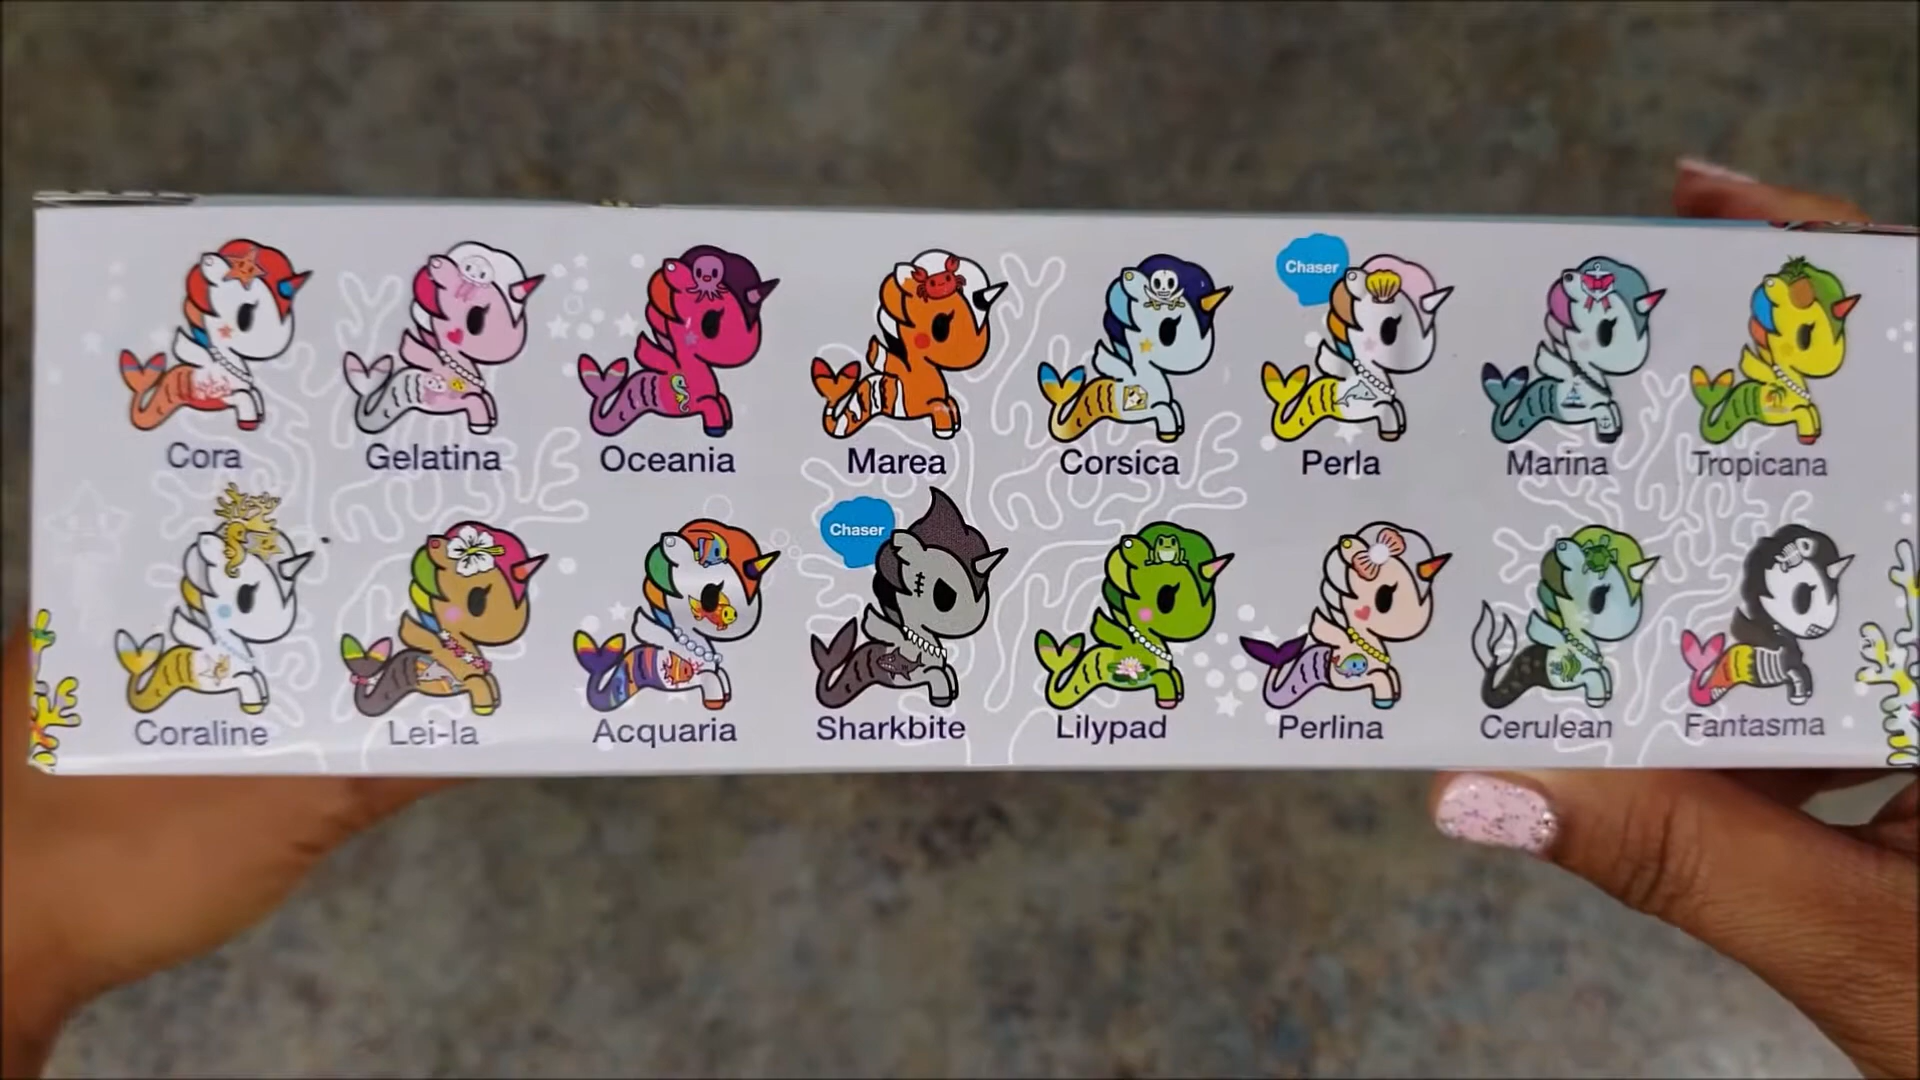 Chaser
Cora Gelatina Oceania Marea Corsica Perla Marina Tropicana
Chaser
Coraline Lei-la Acquaria Sharkbite Lilypad Perlina Cerulean Fantasma